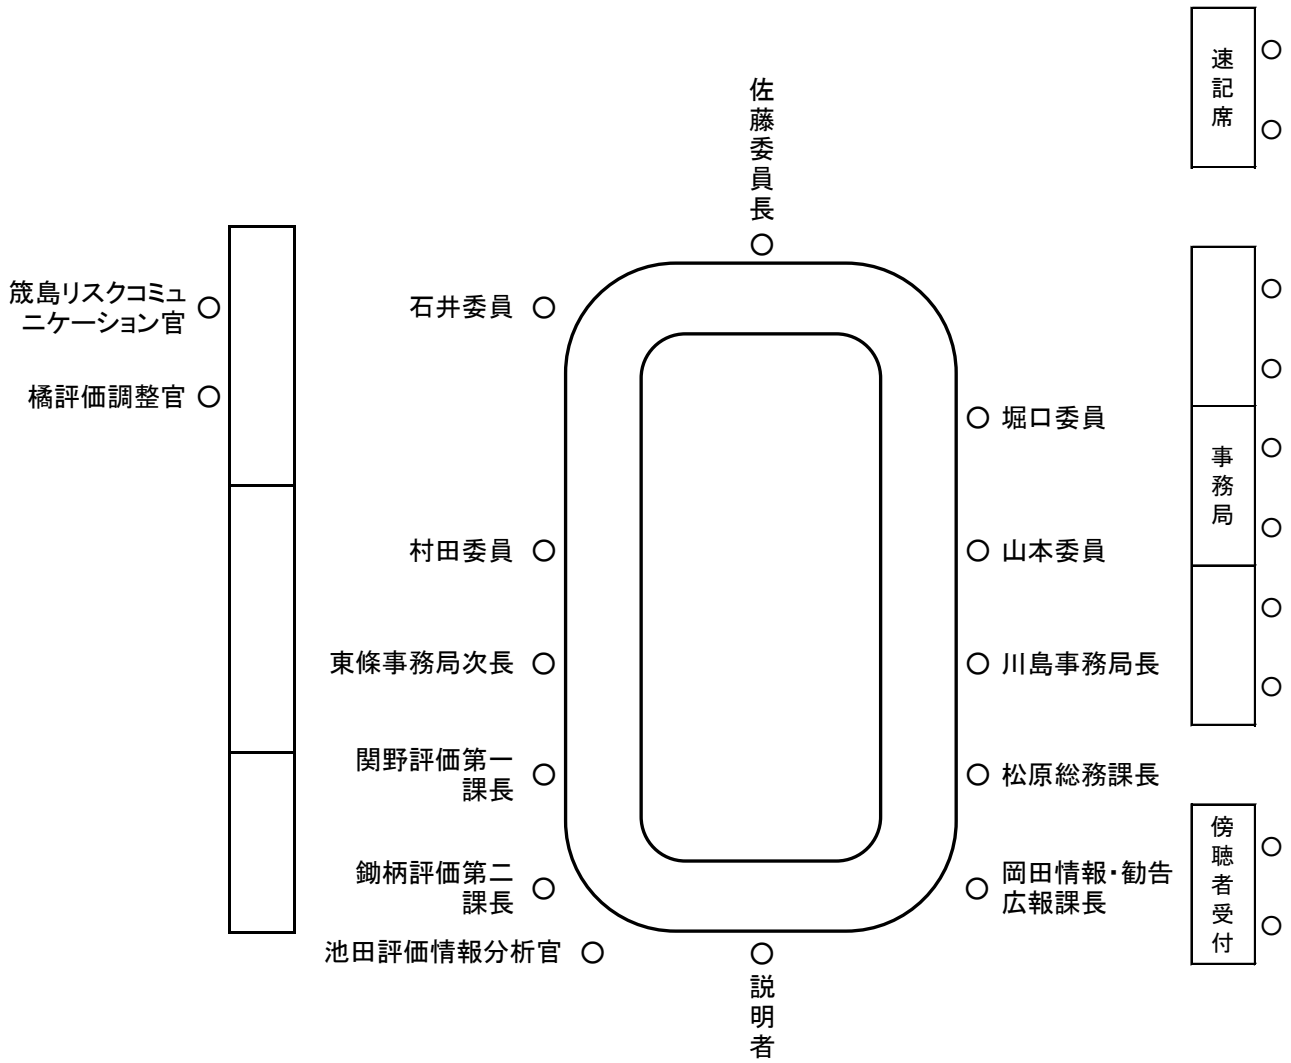 速記席
佐藤委員長
筬島リスクコミュ
ニケーション官
石井委員
橘評価調整官
堀口委員
事務局
村田委員
山本委員
東條事務局次長
川島事務局長
関野評価第一
課長
松原総務課長
傍聴者受付
鋤柄評価第二
課長
岡田情報・勧告
広報課長
池田評価情報分析官
説明者